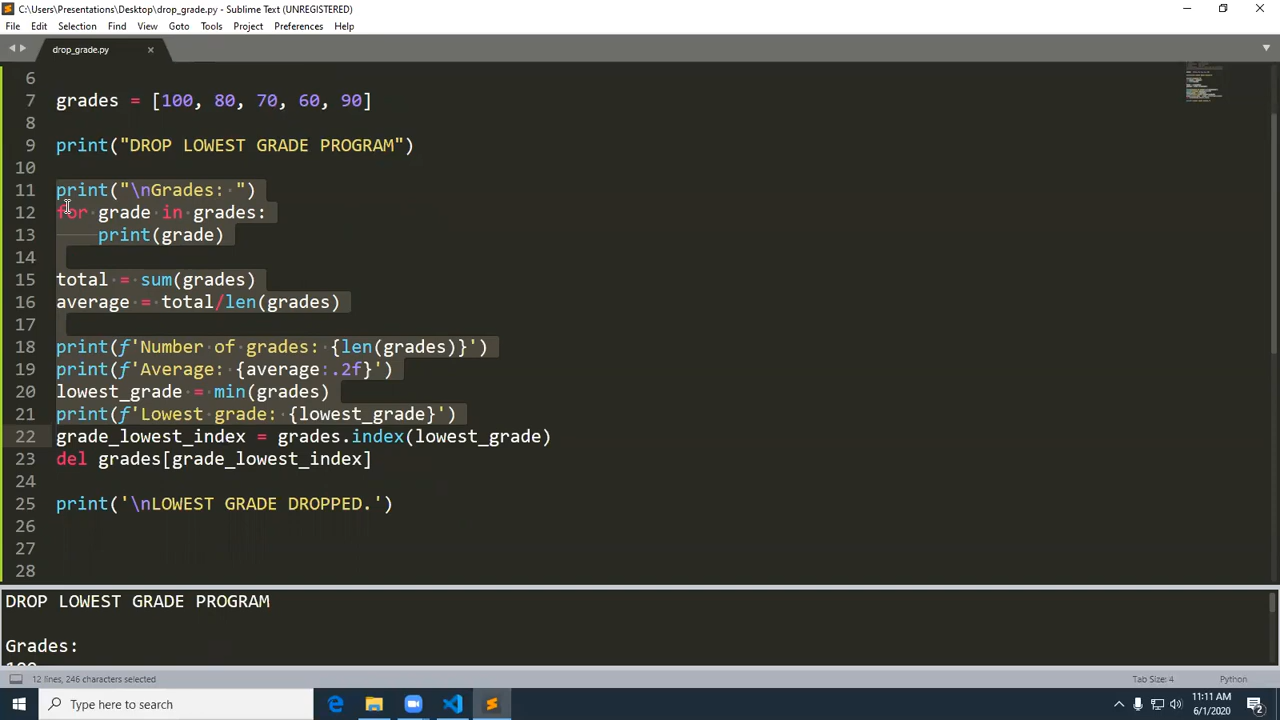 C:\Users\Presentations\Desktop\drop_grade.py - Sublime Text (UNREGISTERED)
File Edit Selection Find View Goto Tools Project Preferences Help
drop_grade.py
6
7 grades = [100, 80, 70, 60, 90]
8
9 print("DROP LOWEST GRADE PROGRAM")
10
11 print("\nGrades: ")
12 for grade in grades:
13     print(grade)
14
15 total = sum(grades)
16 average = total/len(grades)
17
18 print(f'Number of grades: {len(grades)}')
19 print(f'Average: {average:.2f}')
20 lowest_grade = min(grades)
21 print(f'Lowest grade: {lowest_grade}')
22 grade_lowest_index = grades.index(lowest_grade)
23 del grades[grade_lowest_index]
24
25 print('\nLOWEST GRADE DROPPED.')
26
27
28
DROP LOWEST GRADE PROGRAM
Grades:
100
12 lines, 246 characters selected
Tab Size: 4
Python
Type here to search
11:11 AM
6/1/2020
2